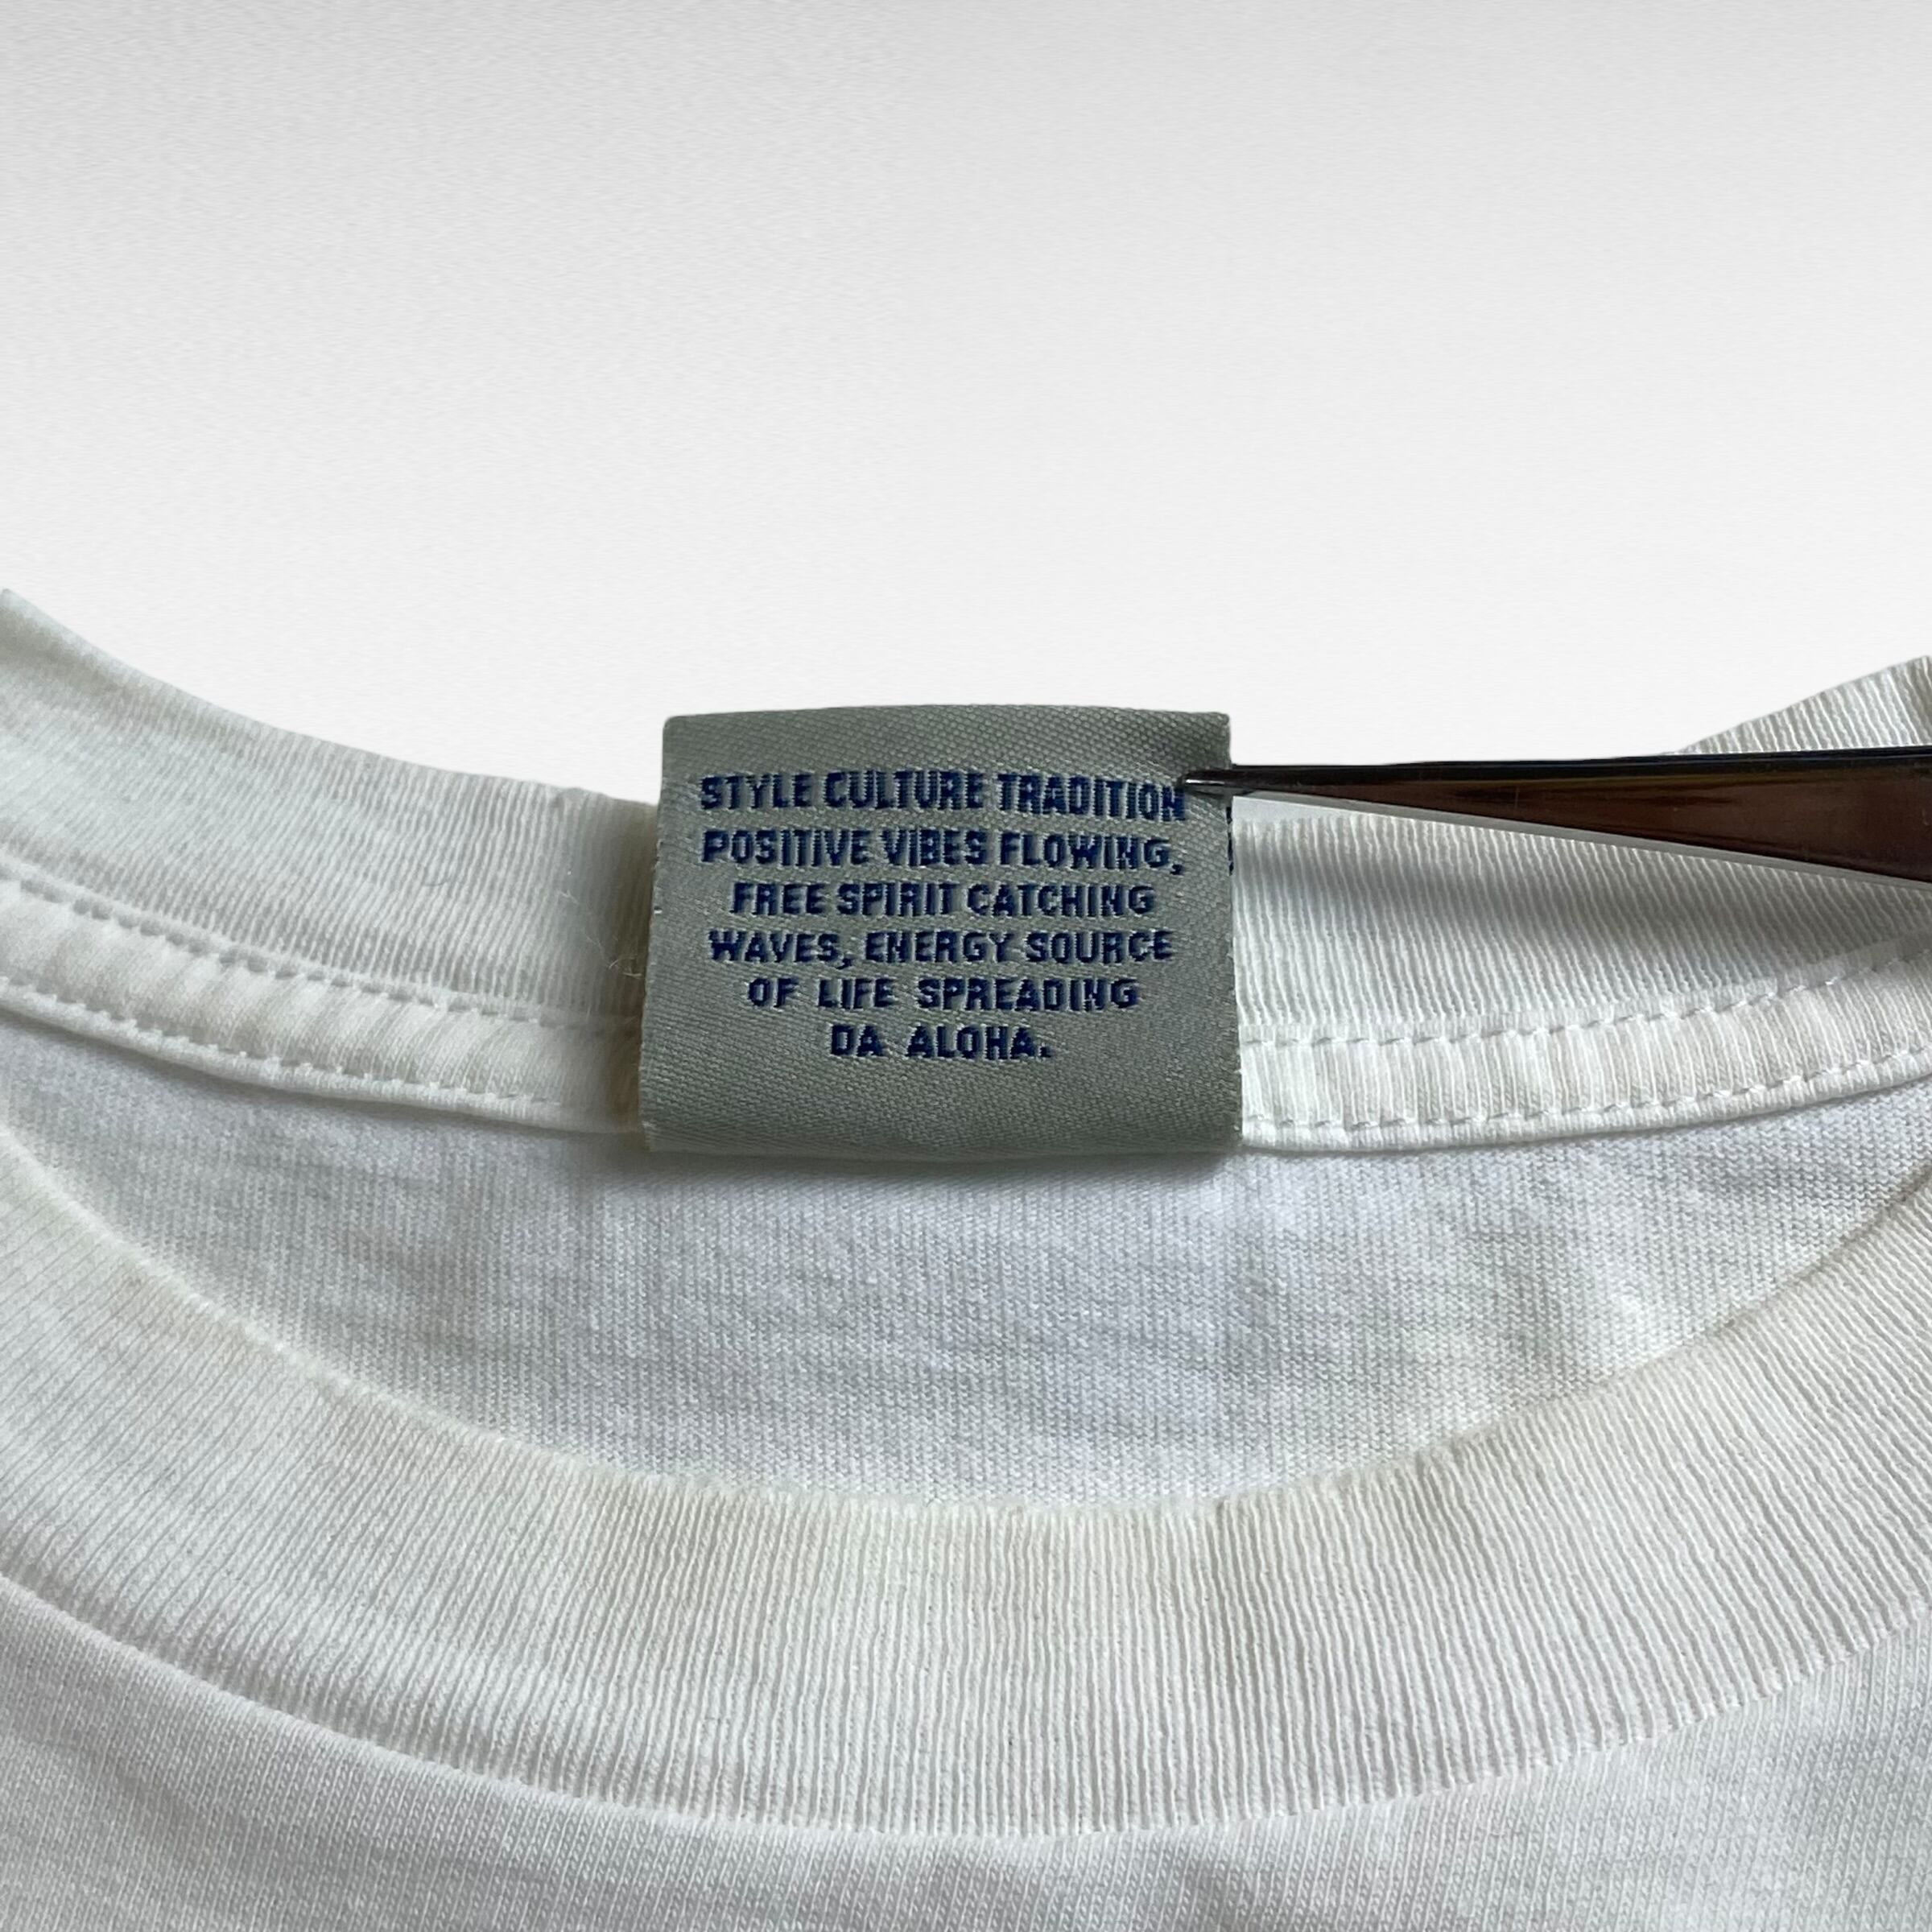 STYLE CULTURE TRADITION
POSITIVE VIBES FLOWING,
FREE SPIRIT CATCHING
WAVES, ENERGY SOURCE
OF LIFE SPREADING
DA ALOHA.